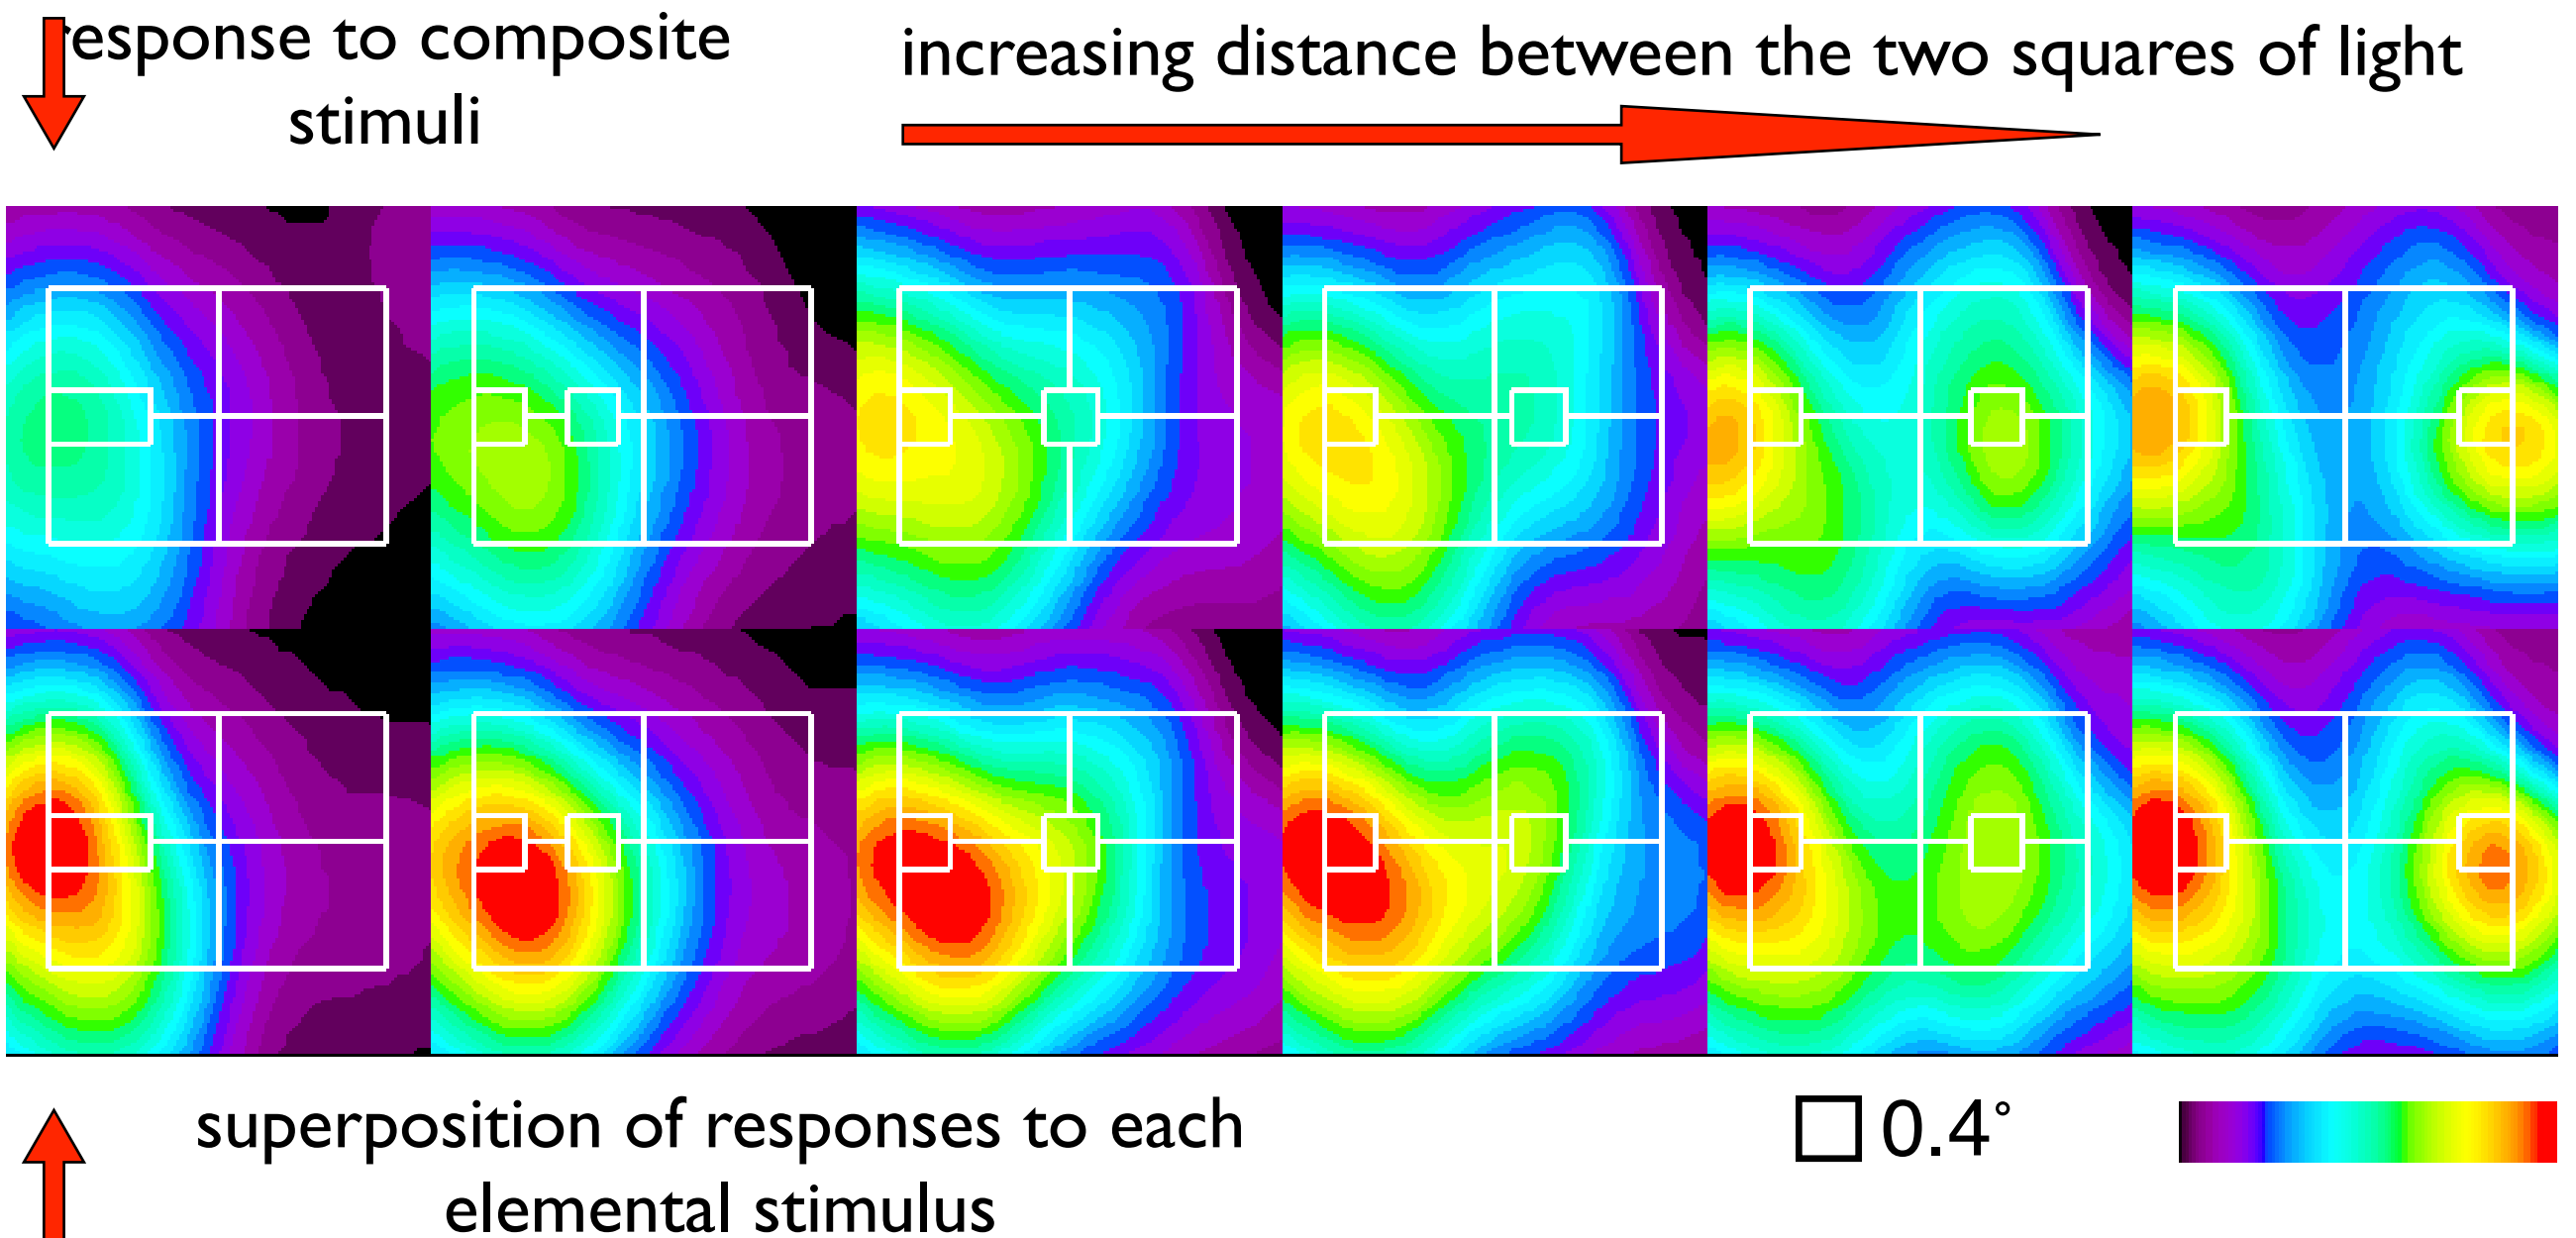 response to composite
stimuli
increasing distance between the two squares of light
superposition of responses to each
elemental stimulus
0.4°